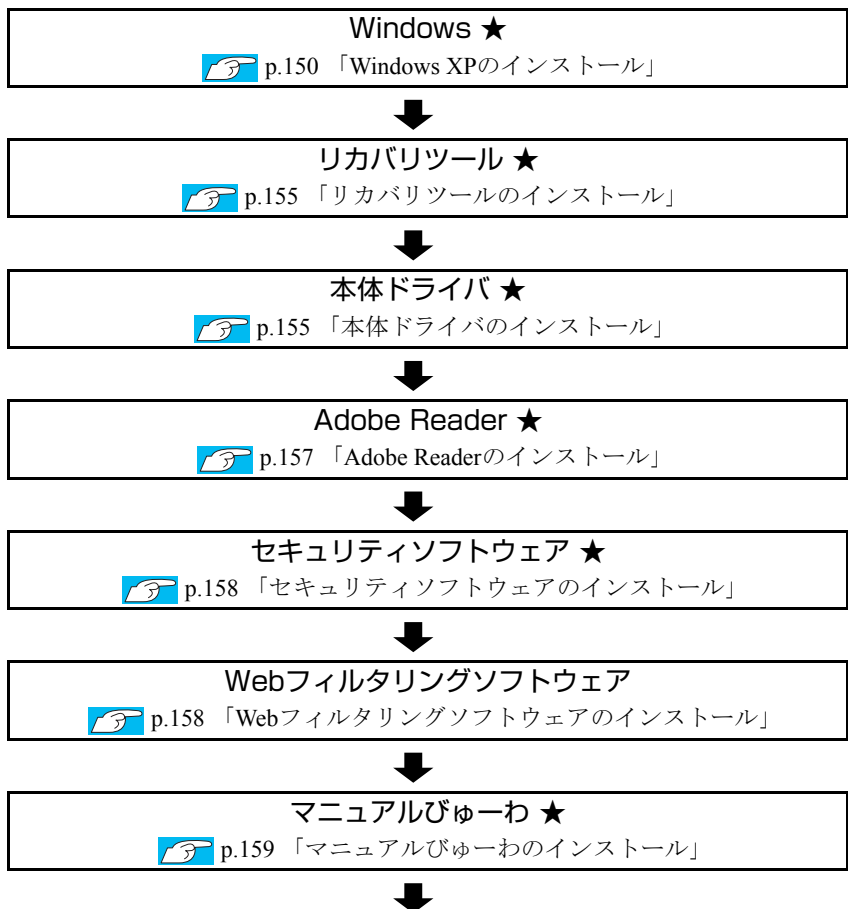 Windows ★
p.150 「Windows XPのインストール」
リカバリツール ★
p.155 「リカバリツールのインストール」
本体ドライバ ★
p.155 「本体ドライバのインストール」
Adobe Reader ★
p.157 「Adobe Readerのインストール」
セキュリティソフトウェア ★
p.158 「セキュリティソフトウェアのインストール」
Webフィルタリングソフトウェア
p.158 「Webフィルタリングソフトウェアのインストール」
マニュアルびゅーわ ★
p.159 「マニュアルびゅーわのインストール」